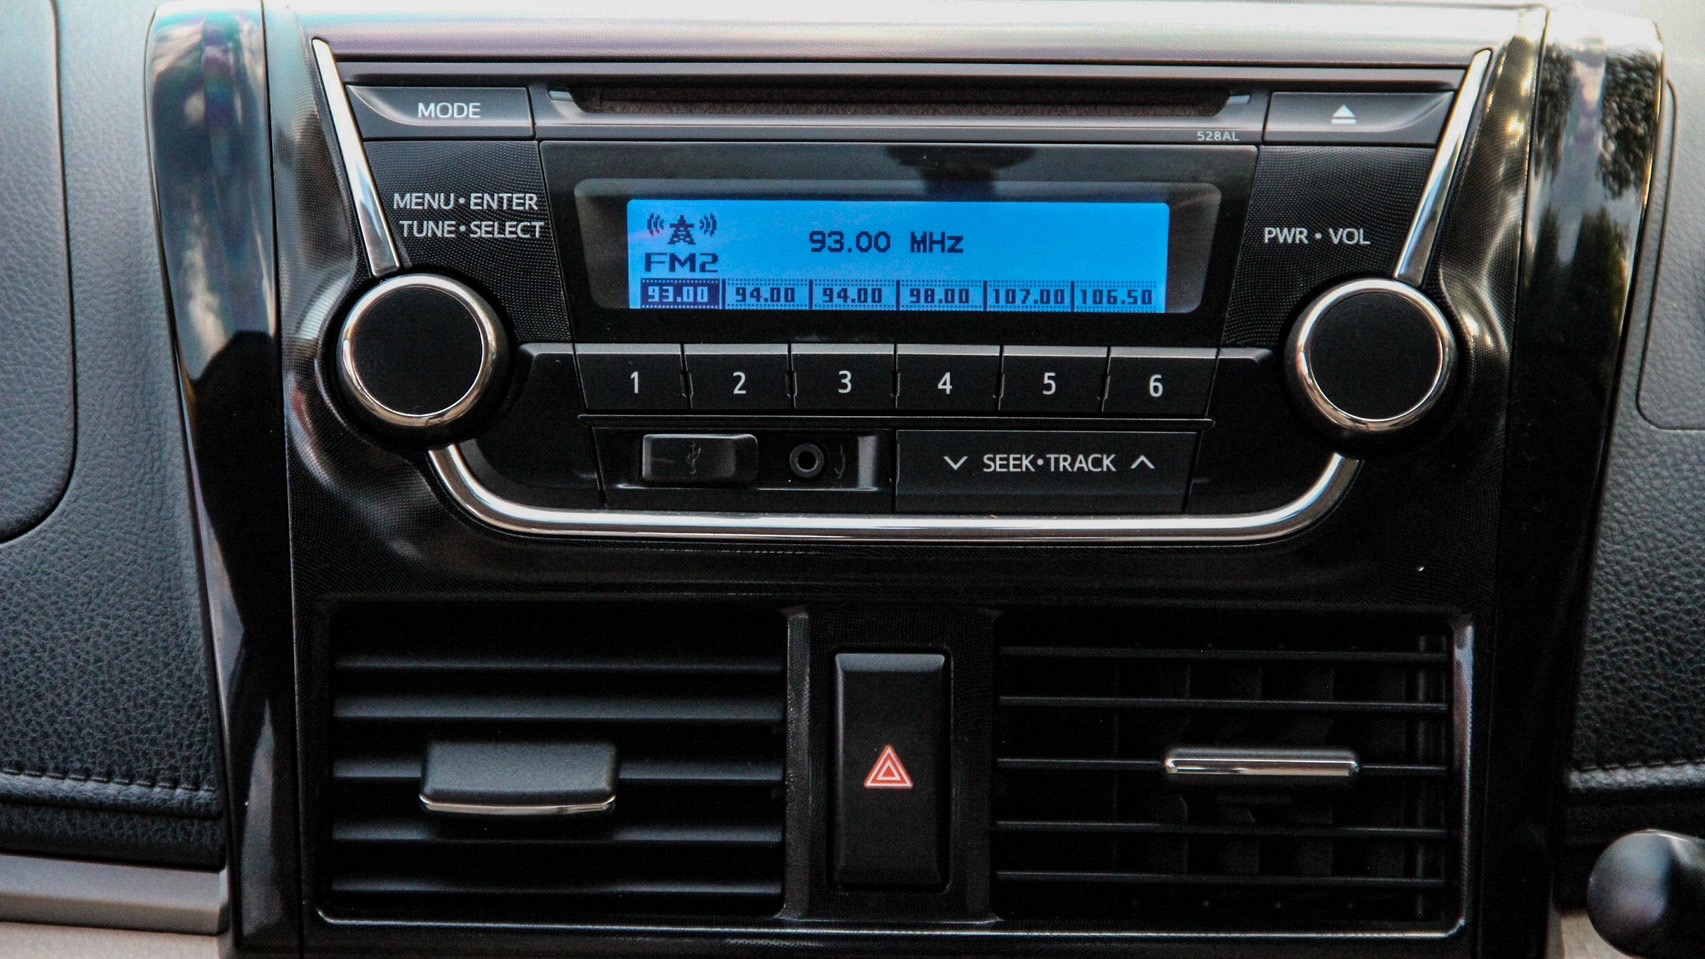 MODE
528AL
MENU•ENTER
TUNE•SELECT
PWR•VOL
93.00 MHz
FM2
93.00 94.00 94.00 98.00 107.00 106.50
1 2 3 4 5 6
SEEK•TRACK